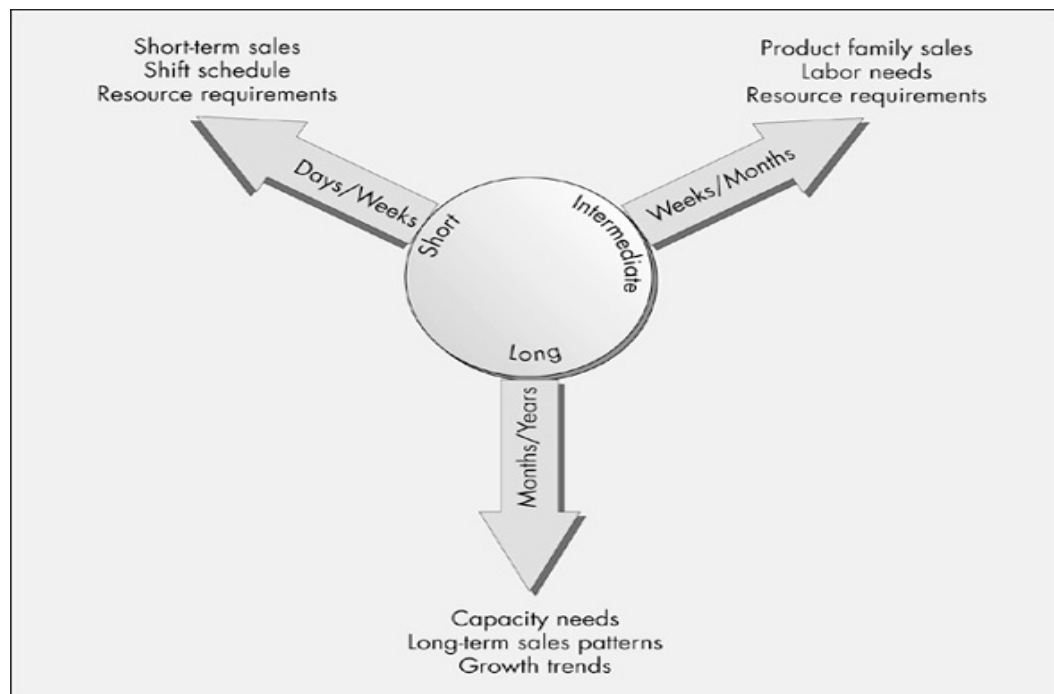 Short-term sales
Shift schedule
Resource requirements
Product family sales
Labor needs
Resource requirements
Days/Weeks
Weeks/Months
Short
Intermediate
Long
Months/Years
Capacity needs
Long-term sales patterns
Growth trends